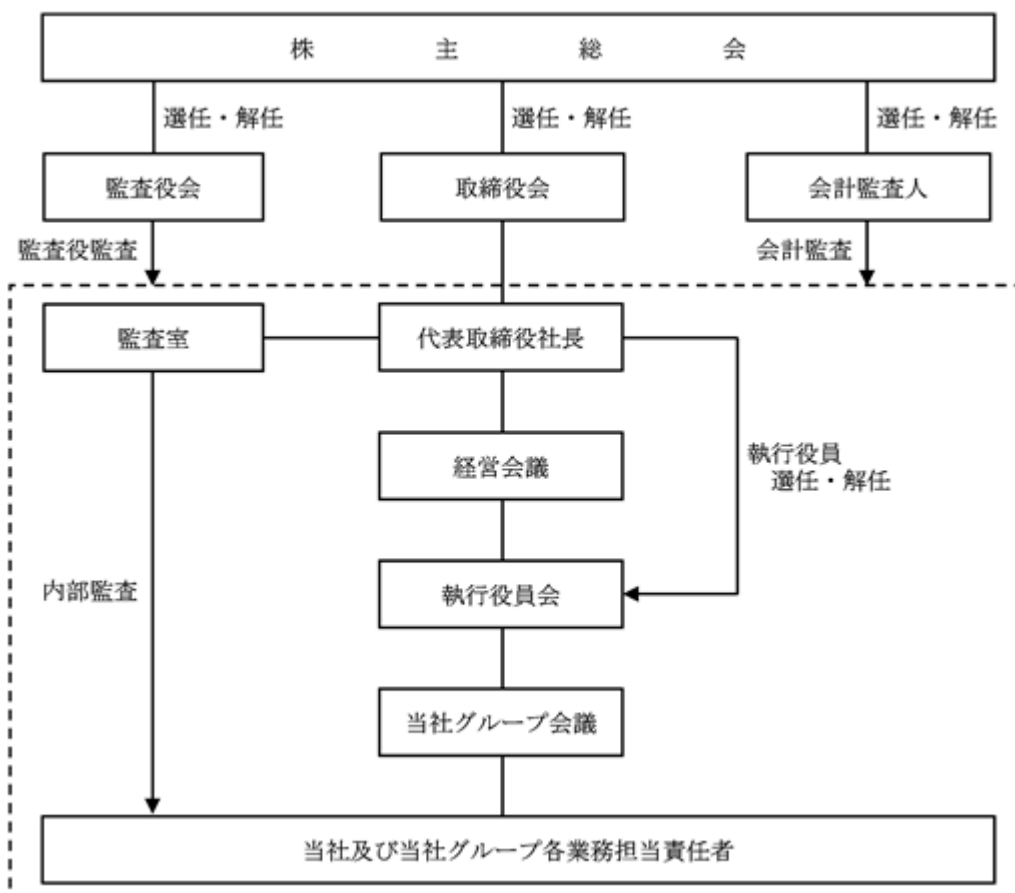 株主総会
選任・解任
選任・解任
選任・解任
監査役会
取締役会
会計監査人
監査役監査
会計監査
監査室
代表取締役社長
経営会議
執行役員
選任・解任
内部監査
執行役員会
当社グループ会議
当社及び当社グループ各業務担当責任者